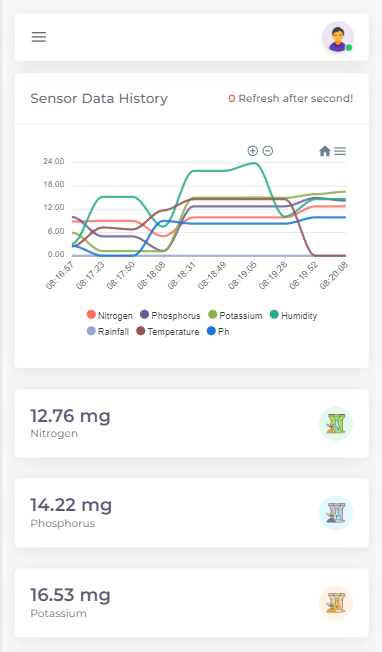 Sensor Data History
0 Refresh after second!
24.00
18.00
12.00
6.00
0.00
08:16:57
08:17:23
08:17:50
08:18:08
08:18:31
08:18:49
08:19:05
08:19:28
08:19:52
08:20:08
Nitrogen Phosphorus Potassium Humidity
Rainfall Temperature Ph
12.76 mg
Nitrogen
14.22 mg
Phosphorus
16.53 mg
Potassium